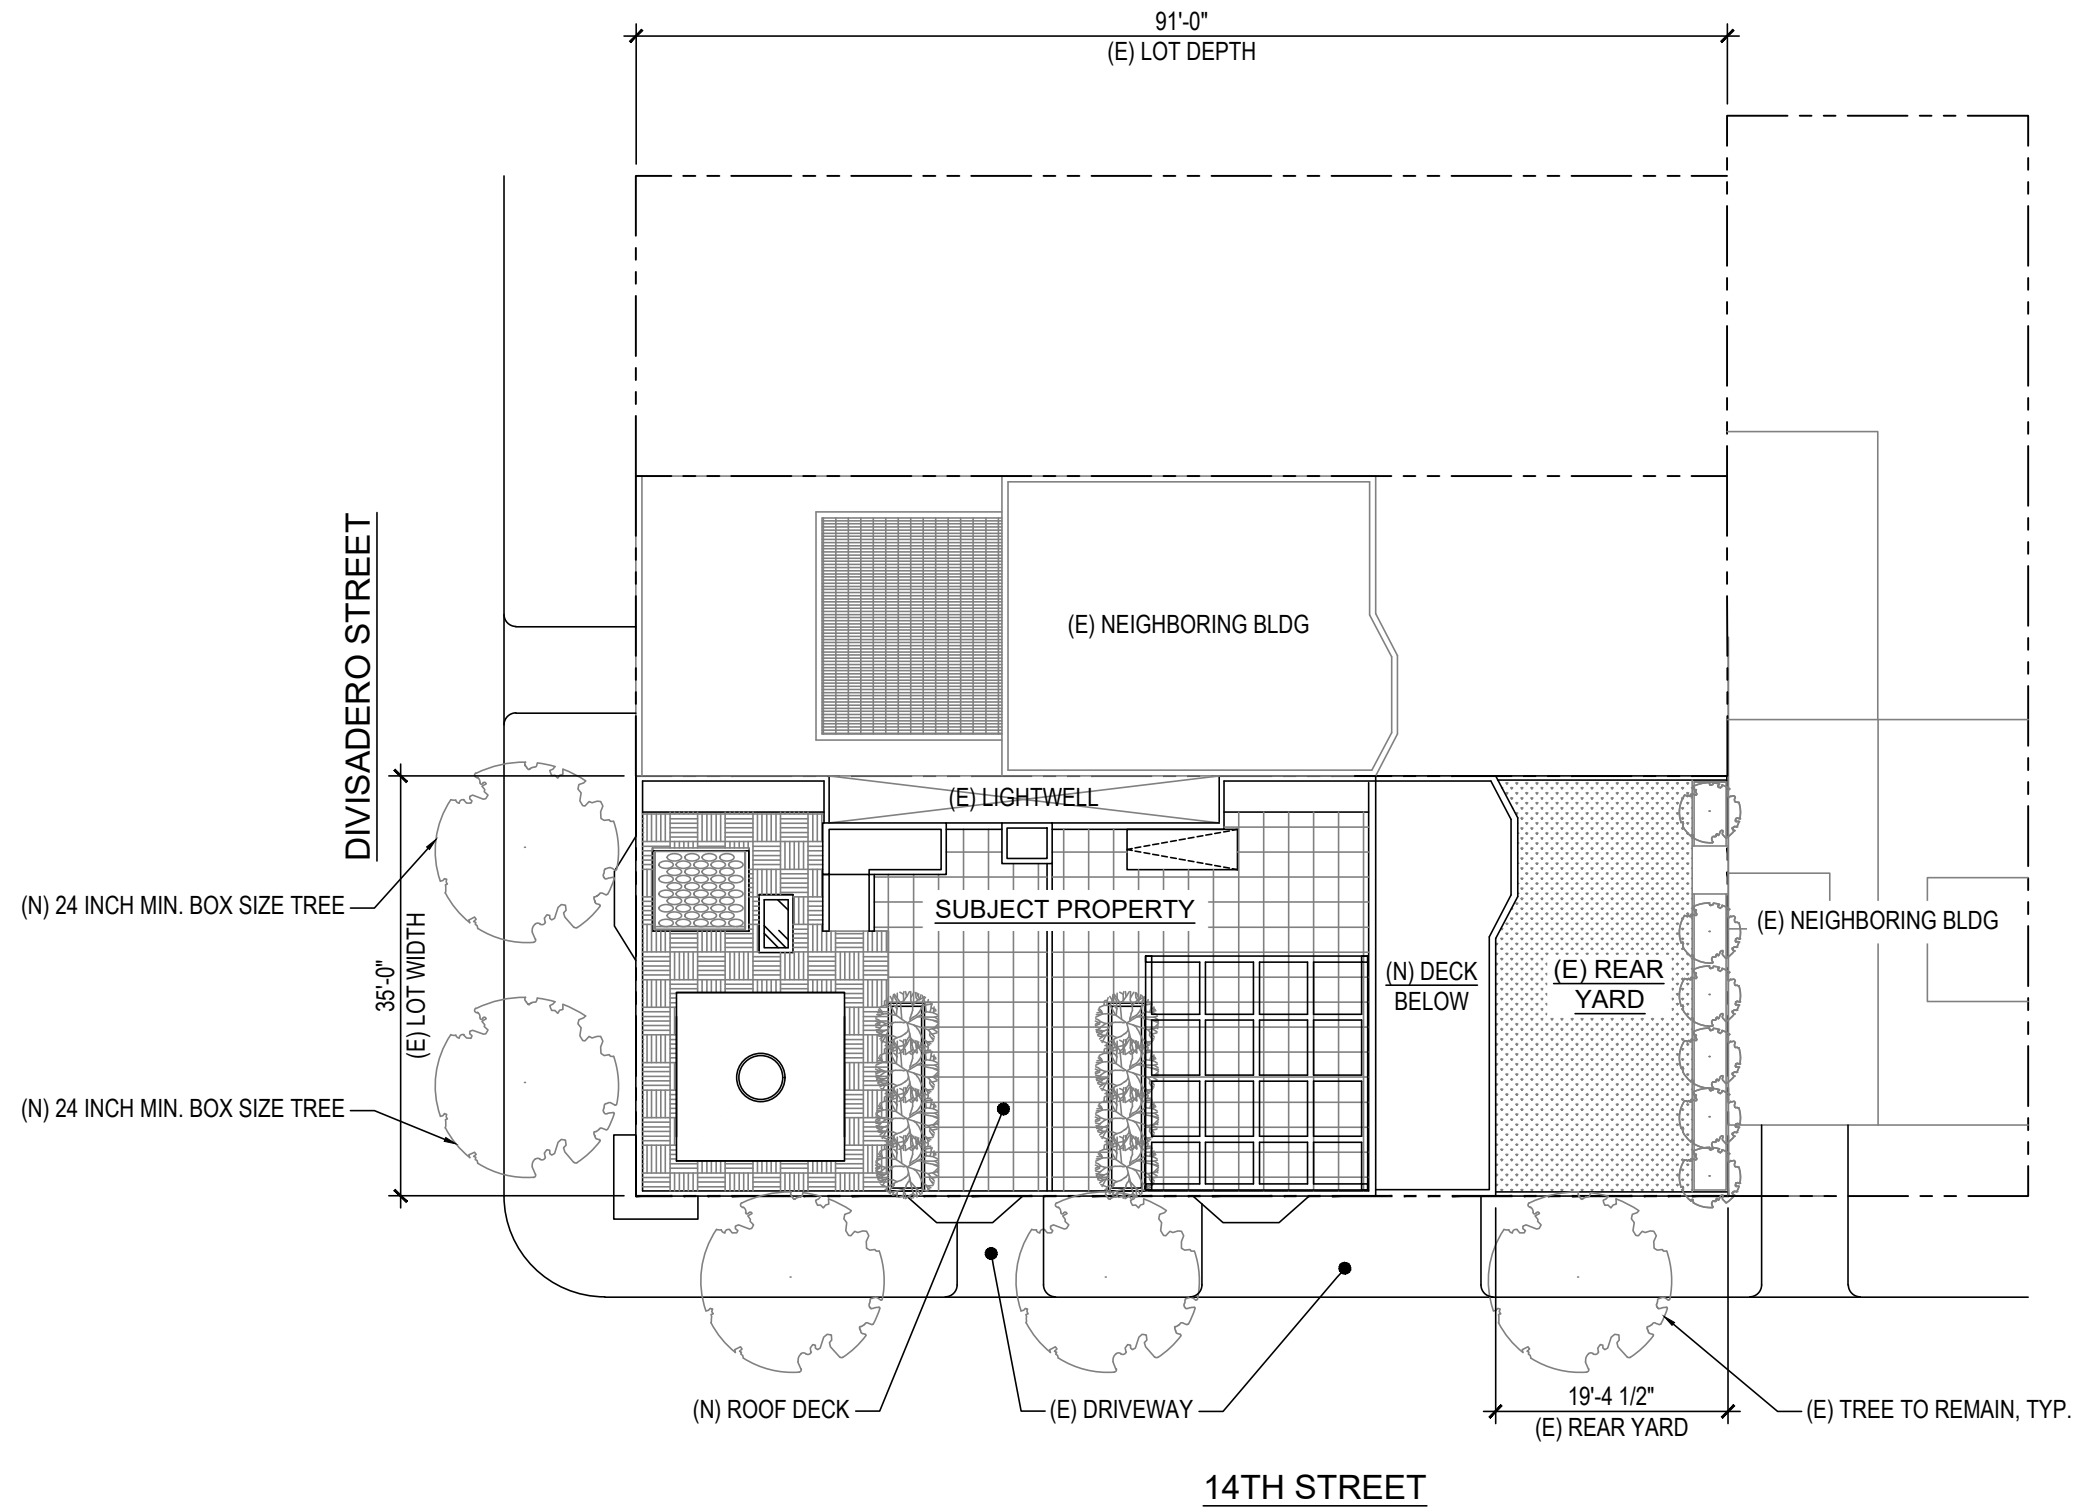 91'-0"
(E) LOT DEPTH
DIVISADERO STREET
(E) NEIGHBORING BLDG
(E) LIGHTWELL
(N) 24 INCH MIN. BOX SIZE TREE
35'-0"
(E) LOT WIDTH
SUBJECT PROPERTY
(N) DECK
BELOW
(E) REAR
YARD
(E) NEIGHBORING BLDG
(N) 24 INCH MIN. BOX SIZE TREE
(N) ROOF DECK
(E) DRIVEWAY
19'-4 1/2"
(E) REAR YARD
(E) TREE TO REMAIN, TYP.
14TH STREET